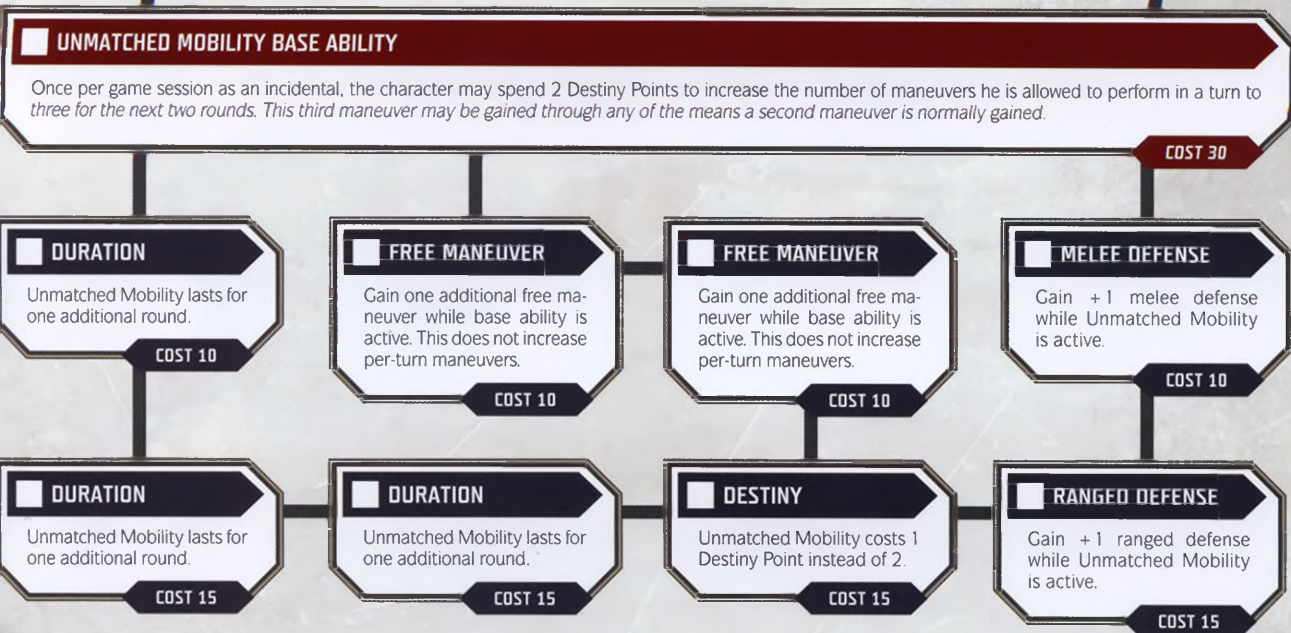 UNMATCHED MOBILITY BASE ABILITY
Once per game session as an incidental, the character may spend 2 Destiny Points to increase the number of maneuvers he is allowed to perform in a turn to
three for the next two rounds. This third maneuver may be gained through any of the means a second maneuver is normally gained.
COST 30
DURATION
Unmatched Mobility lasts for
one additional round.
COST 10
FREE MANEUVER
Gain one additional free ma-
neuver while base ability is
active. This does not increase
per-turn maneuvers.
COST 10
FREE MANEUVER
Gain one additional free ma-
neuver while base ability is
active. This does not increase
per-turn maneuvers.
COST 10
MELEE DEFENSE
Gain +1 melee defense
while Unmatched Mobility
is active.
COST 10
DURATION
Unmatched Mobility lasts for
one additional round.
COST 15
DURATION
Unmatched Mobility lasts for
one additional round.
COST 15
DESTINY
Unmatched Mobility costs 1
Destiny Point instead of 2.
COST 15
RANGED DEFENSE
Gain +1 ranged defense
while Unmatched Mobility
is active.
COST 15